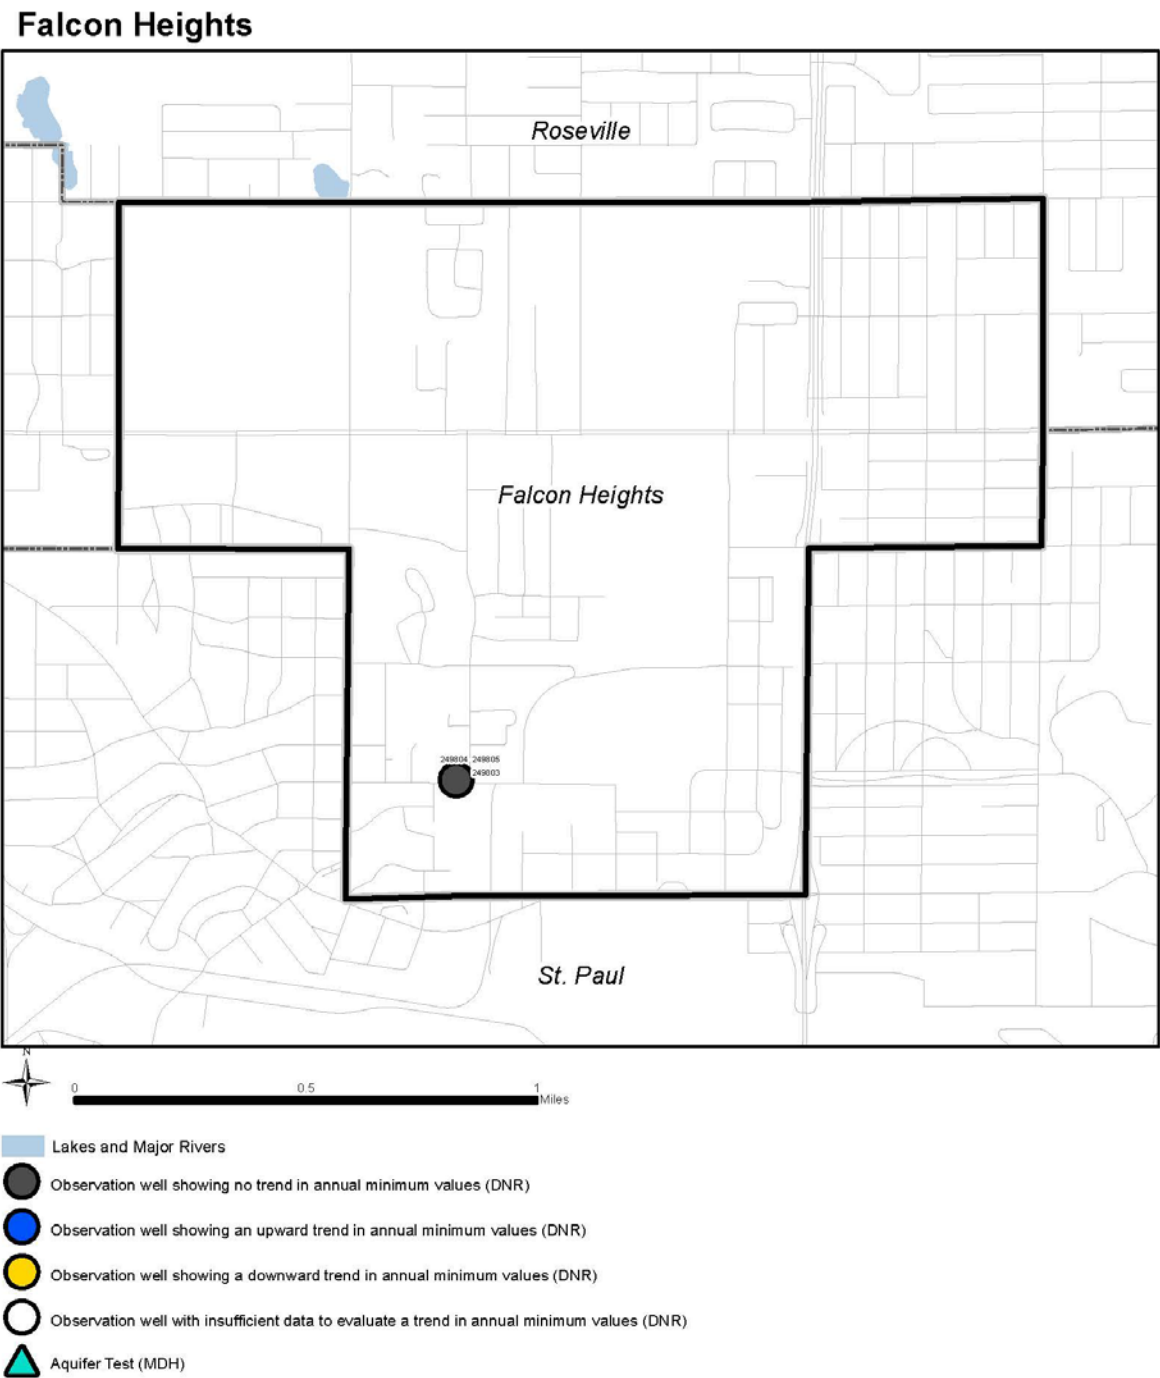 Falcon Heights
Roseville
Falcon Heights
249804 249805
249803
St. Paul
N
0 0.5 1
Miles
Lakes and Major Rivers
Observation well showing no trend in annual minimum values (DNR)
Observation well showing an upward trend in annual minimum values (DNR)
Observation well showing a downward trend in annual minimum values (DNR)
Observation well with insufficient data to evaluate a trend in annual minimum values (DNR)
Aquifer Test (MDH)